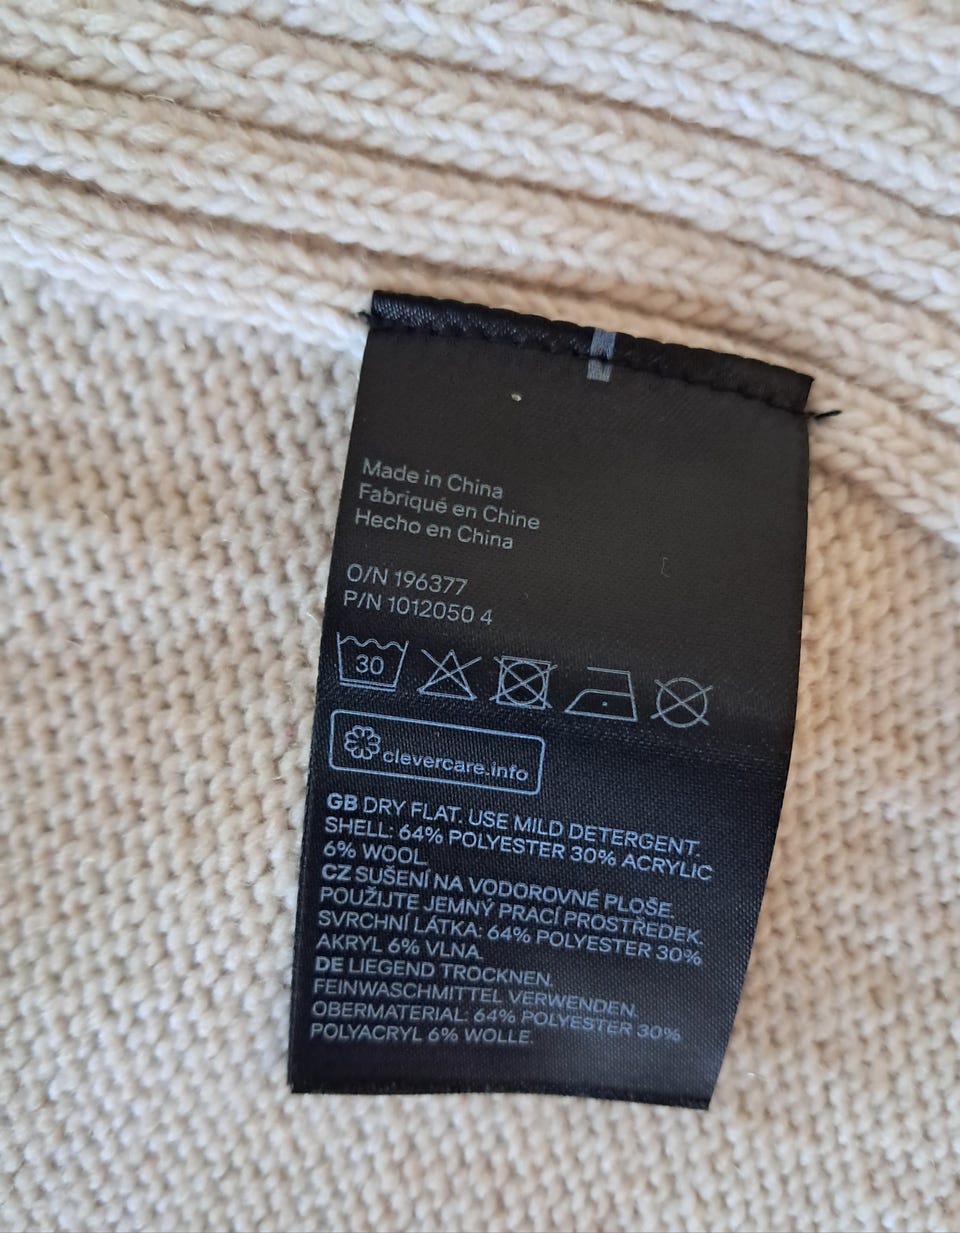 Made in China
Fabriqué en Chine
Hecho en China
O/N 196377
P/N 1012050 4
30
clevercare.info
GB DRY FLAT. USE MILD DETERGENT.
SHELL: 64% POLYESTER 30% ACRYLIC
6% WOOL.
CZ SUŠENÍ NA VODOROVNÉ PLOŠE.
POUŽIJTE JEMNÝ PRACÍ PROSTŘEDEK.
SVRCHNÍ LÁTKA: 64% POLYESTER 30%
AKRYL 6% VLNA.
DE LIEGEND TROCKNEN.
FEINWASCHMITTEL VERWENDEN.
OBERMATERIAL: 64% POLYESTER 30%
POLYACRYL 6% WOLLE.